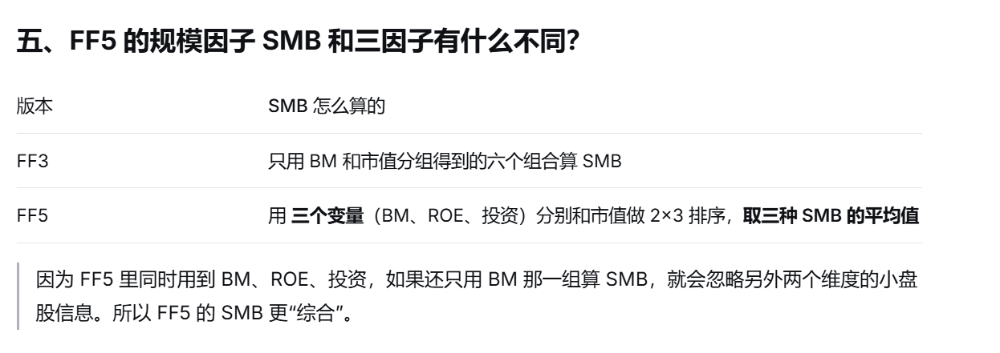 五、FF5 的规模因子 SMB 和三因子有什么不同？
版本 SMB 怎么算的
FF3 只用 BM 和市值分组得到的六个组合算 SMB
FF5 用 三个变量（BM、ROE、投资）分别和市值做 2×3 排序，取三种 SMB 的平均值
因为 FF5 里同时用到 BM、ROE、投资，如果还只用 BM 那一组算 SMB，就会忽略另外两个维度的小盘
股信息。所以 FF5 的 SMB 更“综合”。